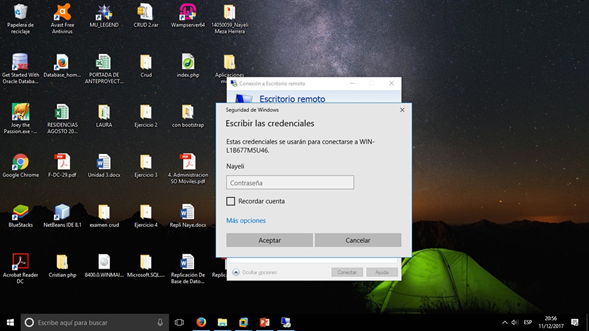 Papelera de
reciclaje
Avast Free
Antivirus
MU_LEGEND
CRUD 2.rar
Wampserver64
14050059_Nayeli
Meza Herrera
Get Started With
Oracle Databa...
Database_hom...
PORTADA DE
ANTEPROYECT...
Crud
index.php
Aplicaciones
Joey the
Passion.exe -...
RESIDENCIAS
AGOSTO 20...
LAURA
Ejercicio 2
con bootstrap
Google Chrome
F-DC-29.pdf
Unidad 3.docx
Ejercicio 3
4. Administracion
SO Móviles.pdf
BlueStacks
NetBeans IDE 8.1
examen crud
Ejercicio 4
Repli Naye.docx
Acrobat Reader
DC
Cristian php
8400.0.WINMAI...
Microsoft.SQL...
Replicación de
Base de Dato...
Conexión a Escritorio remoto
Escritorio remoto
Seguridad de Windows
Escribir las credenciales
Estas credenciales se usarán para conectarse a WIN-
L1B677M5U46.
Nayeli
Contraseña
Recordar cuenta
Más opciones
Aceptar
Cancelar
Ocultar opciones
Conectar
Ayuda
Escribe aquí para buscar
ESP
20:56
11/12/2017